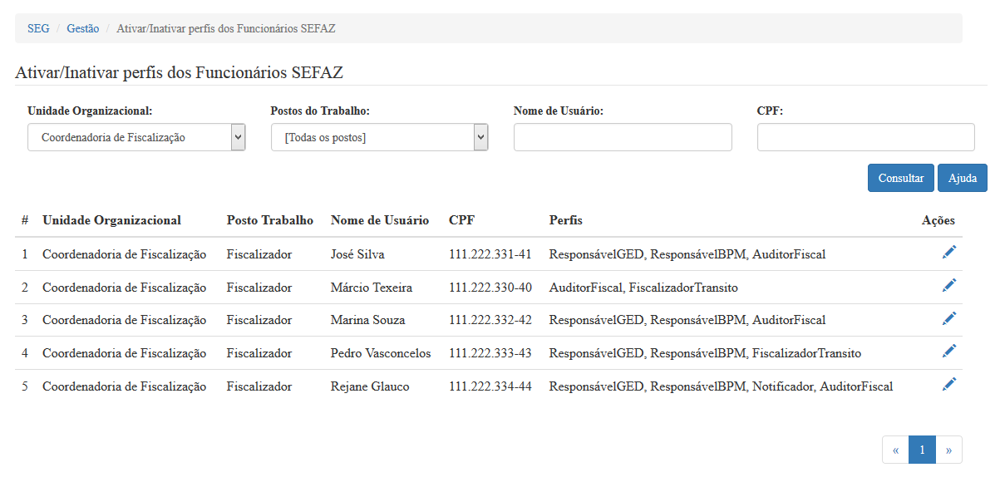 SEG / Gestão / Ativar/Inativar perfis dos Funcionários SEFAZ
Ativar/Inativar perfis dos Funcionários SEFAZ
Unidade Organizacional: Postos do Trabalho: Nome de Usuário: CPF:
Coordenadoria de Fiscalização [Todas os postos]
Consultar Ajuda
# Unidade Organizacional Posto Trabalho Nome de Usuário CPF Perfis Ações
1 Coordenadoria de Fiscalização Fiscalizador José Silva 111.222.331-41 ResponsávelGED, ResponsávelBPM, AuditorFiscal
2 Coordenadoria de Fiscalização Fiscalizador Márcio Texeira 111.222.330-40 AuditorFiscal, FiscalizadorTransito
3 Coordenadoria de Fiscalização Fiscalizador Marina Souza 111.222.332-42 ResponsávelGED, ResponsávelBPM, AuditorFiscal
4 Coordenadoria de Fiscalização Fiscalizador Pedro Vasconcelos 111.222.333-43 ResponsávelGED, ResponsávelBPM, FiscalizadorTransito
5 Coordenadoria de Fiscalização Fiscalizador Rejane Glauco 111.222.334-44 ResponsávelGED, ResponsávelBPM, Notificador, AuditorFiscal
« 1 »